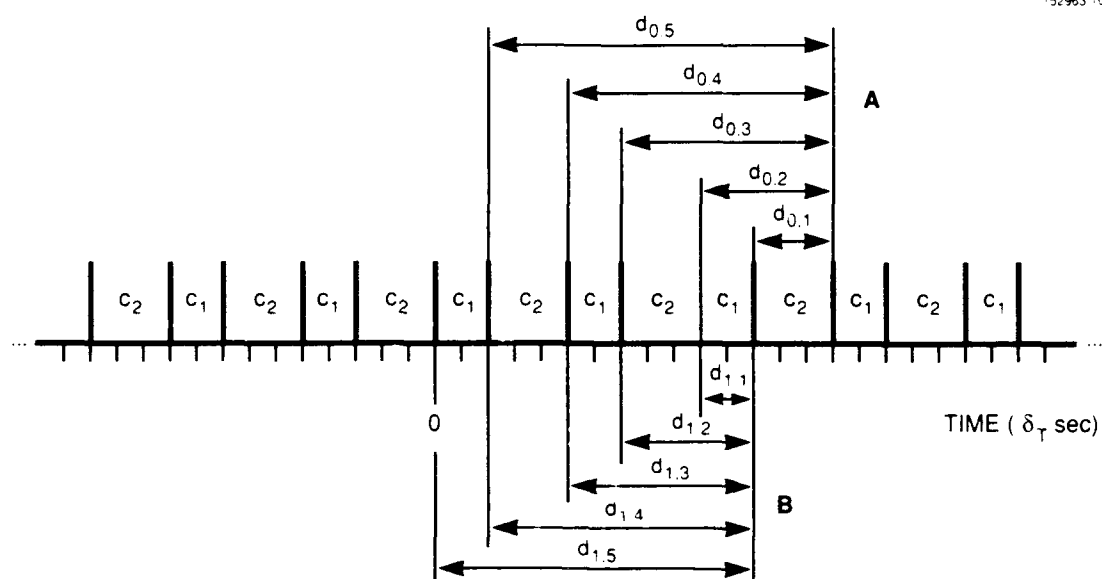 d0.5
d0.4
A
d0.3
d0.2
d0.1
c2 c1 c2 c1 c2 c1 c2 c1 c2 c1 c2 c1 c2 c1
... ...
d1 1
0 TIME ( δT sec)
d1 2
d1.3
B
d1 4
d1.5